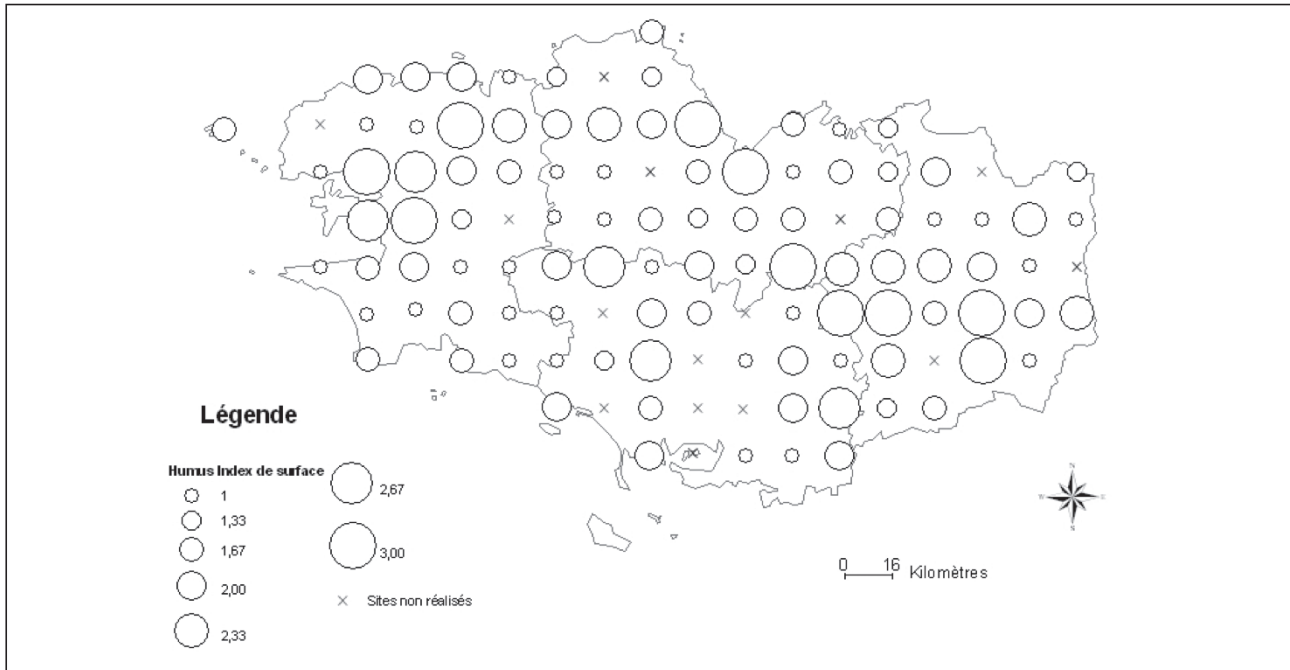 Légende
Humus Index de surface
1
1,33
1,67
2,00
2,33
2,67
3,00
Sites non réalisés
N
W
E
S
0 16 Kilomètres